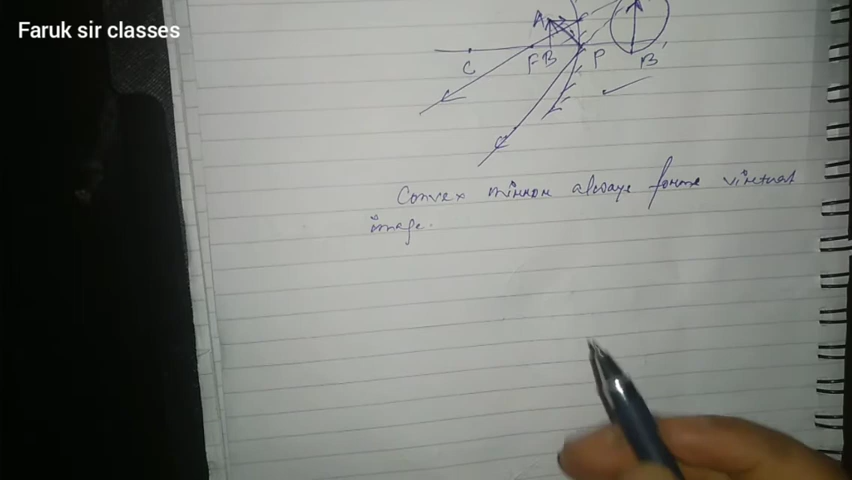 Faruk sir classes
A
C
F B
P
B'
Convex mirror always forms virtual
image.